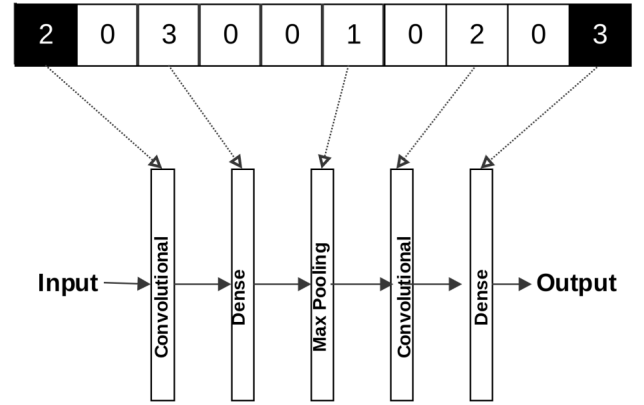 2 0 3 0 0 1 0 2 0 3
Input
Convolutional
Dense
Max Pooling
Convolutional
Dense
Output